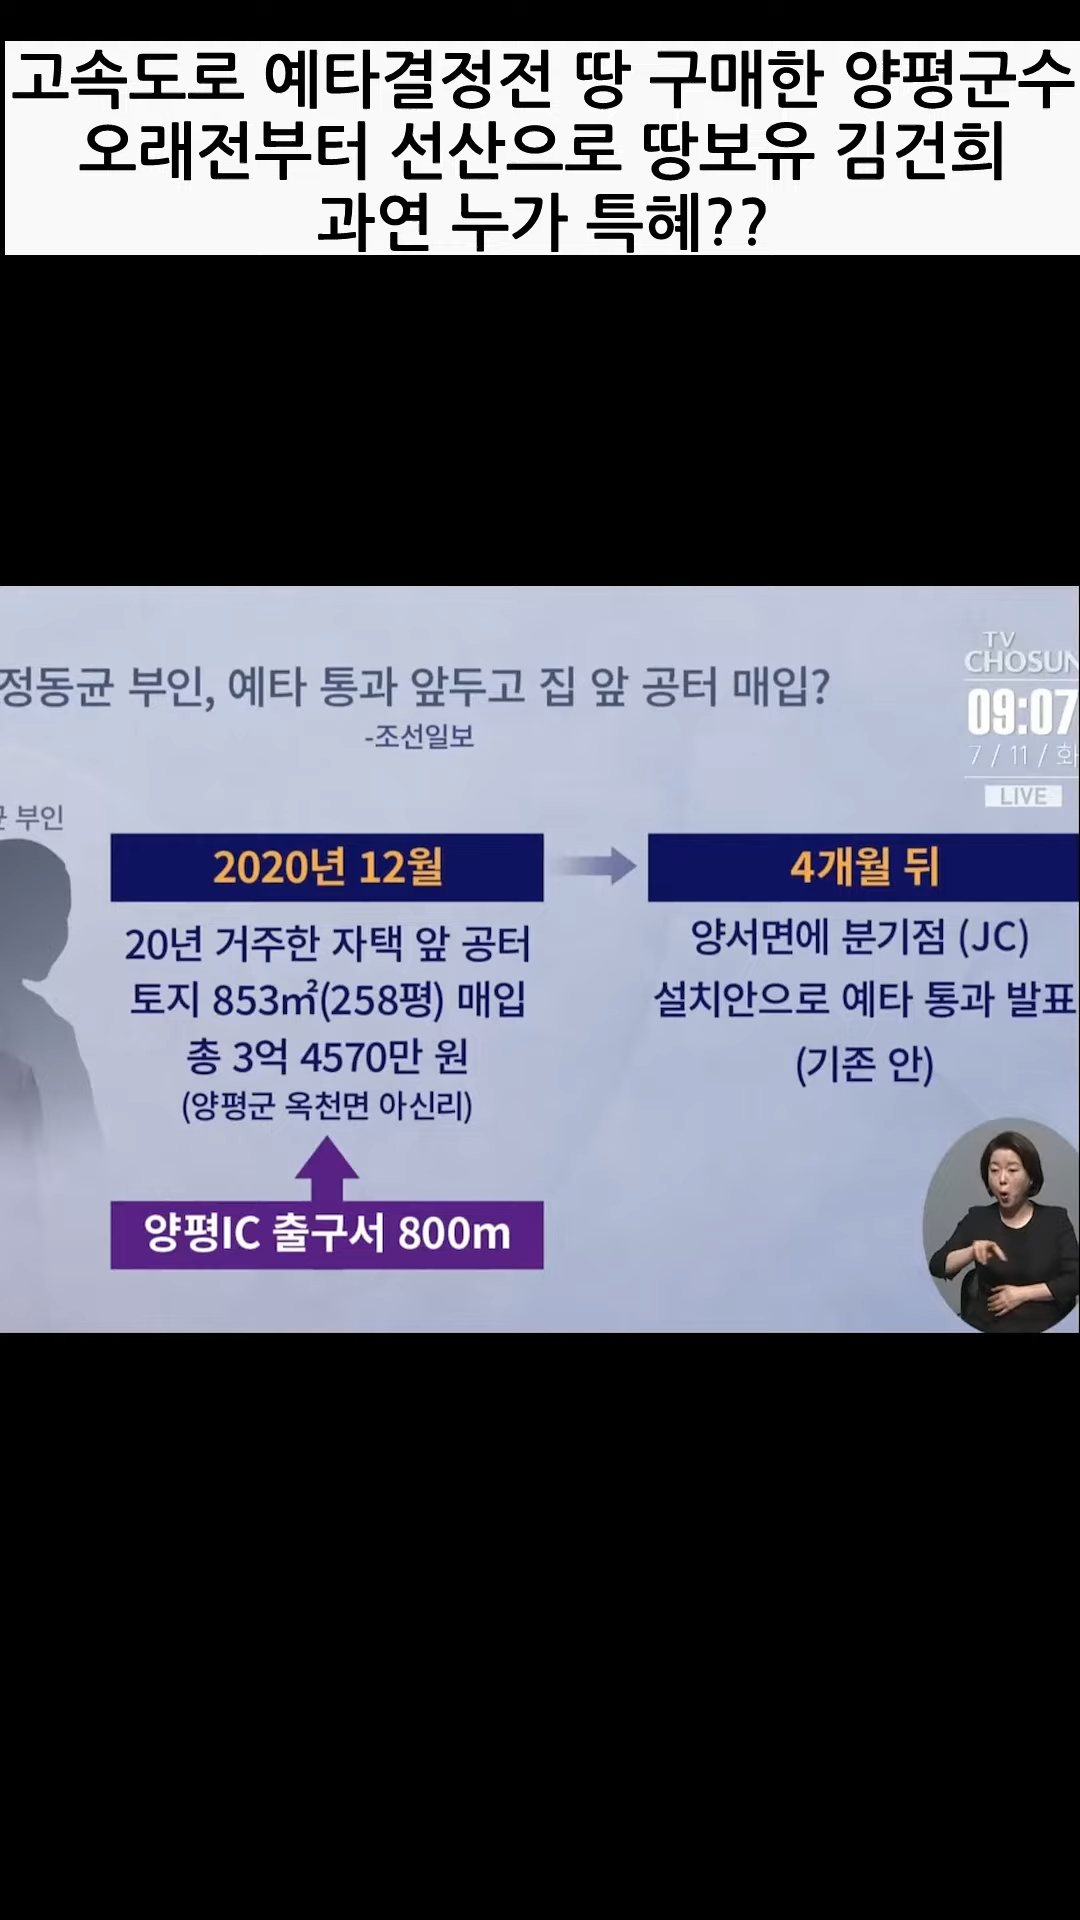 고속도로 예타결정전 땅 구매한 양평군수
오래전부터 선산으로 땅보유 김건희
과연 누가 특혜??
TV
CHOSUN
09:07
7 / 11 / 화
LIVE
정동균 부인, 예타 통과 앞두고 집 앞 공터 매입?
-조선일보
균 부인
2020년 12월
20년 거주한 자택 앞 공터
토지 853㎡(258평) 매입
총 3억 4570만 원
(양평군 옥천면 아신리)
양평IC 출구서 800m
4개월 뒤
양서면에 분기점 (JC)
설치안으로 예타 통과 발표
(기존 안)